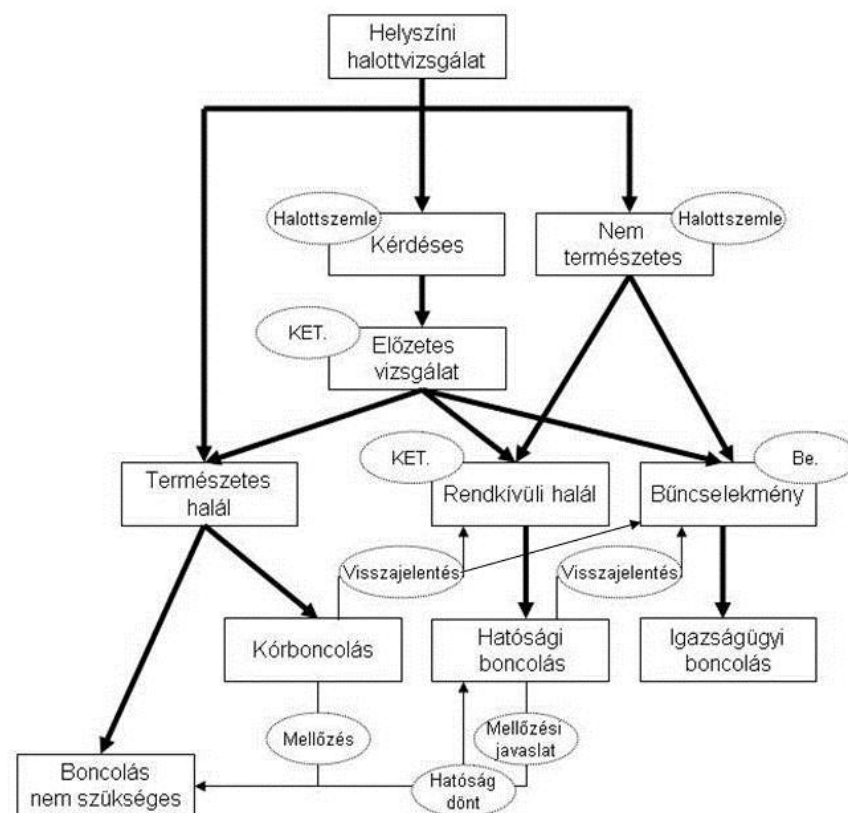 Helyszíni
halottvizsgálat
Halottszemle
Kérdéses
Nem
természetes
Halottszemle
KET.
Előzetes
vizsgálat
Természetes
halál
KET.
Rendkívüli halál
Be.
Bűncselekmény
Visszajelentés
Visszajelentés
Kórboncolás
Hatósági
boncolás
Igazságügyi
boncolás
Mellőzés
Mellőzési
javaslat
Boncolás
nem szükséges
Hatóság
dönt